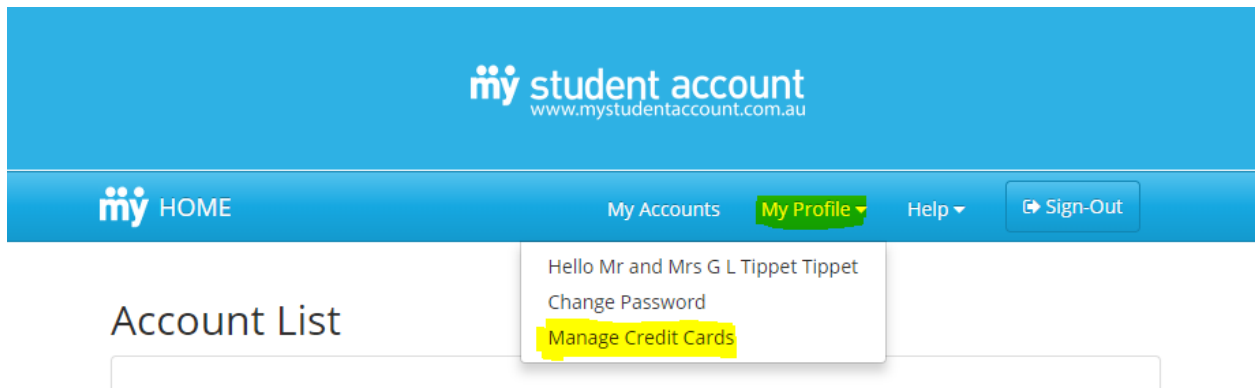 my student account
www.mystudentaccount.com.au
my HOME My Accounts My Profile Help Sign-Out
Hello Mr and Mrs G L Tippet Tippet
Change Password
Account List
Manage Credit Cards